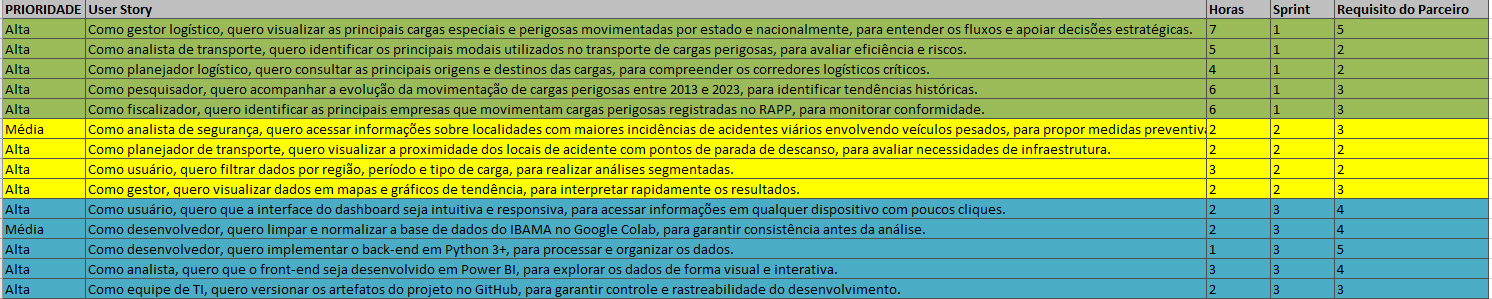 PRIORIDADE User Story Horas Sprint Requisito do Parceiro
Alta Como gestor logístico, quero visualizar as principais cargas especiais e perigosas movimentadas por estado e nacionalmente, para entender os fluxos e apoiar decisões estratégicas. 7 1 5
Alta Como analista de transporte, quero identificar os principais modais utilizados no transporte de cargas perigosas, para avaliar eficiência e riscos. 5 1 2
Alta Como planejador logístico, quero consultar as principais origens e destinos das cargas, para compreender os corredores logísticos críticos. 4 1 2
Alta Como pesquisador, quero acompanhar a evolução da movimentação de cargas perigosas entre 2013 e 2023, para identificar tendências históricas. 6 1 3
Alta Como fiscalizador, quero identificar as principais empresas que movimentam cargas perigosas registradas no RAPP, para monitorar conformidade. 6 1 3
Média Como analista de segurança, quero acessar informações sobre localidades com maiores incidências de acidentes viários envolvendo veículos pesados, para propor medidas preventiva 2 2 3
Alta Como planejador de transporte, quero visualizar a proximidade dos locais de acidente com pontos de parada de descanso, para avaliar necessidades de infraestrutura. 2 2 2
Alta Como usuário, quero filtrar dados por região, período e tipo de carga, para realizar análises segmentadas. 3 2 2
Alta Como gestor, quero visualizar dados em mapas e gráficos de tendência, para interpretar rapidamente os resultados. 2 2 3
Alta Como usuário, quero que a interface do dashboard seja intuitiva e responsiva, para acessar informações em qualquer dispositivo com poucos cliques. 2 3 4
Média Como desenvolvedor, quero limpar e normalizar a base de dados do IBAMA no Google Colab, para garantir consistência antes da análise. 2 3 4
Alta Como desenvolvedor, quero implementar o back-end em Python 3+, para processar e organizar os dados. 1 3 5
Alta Como analista, quero que o front-end seja desenvolvido em Power BI, para explorar os dados de forma visual e interativa. 3 3 4
Alta Como equipe de TI, quero versionar os artefatos do projeto no GitHub, para garantir controle e rastreabilidade do desenvolvimento. 2 3 3